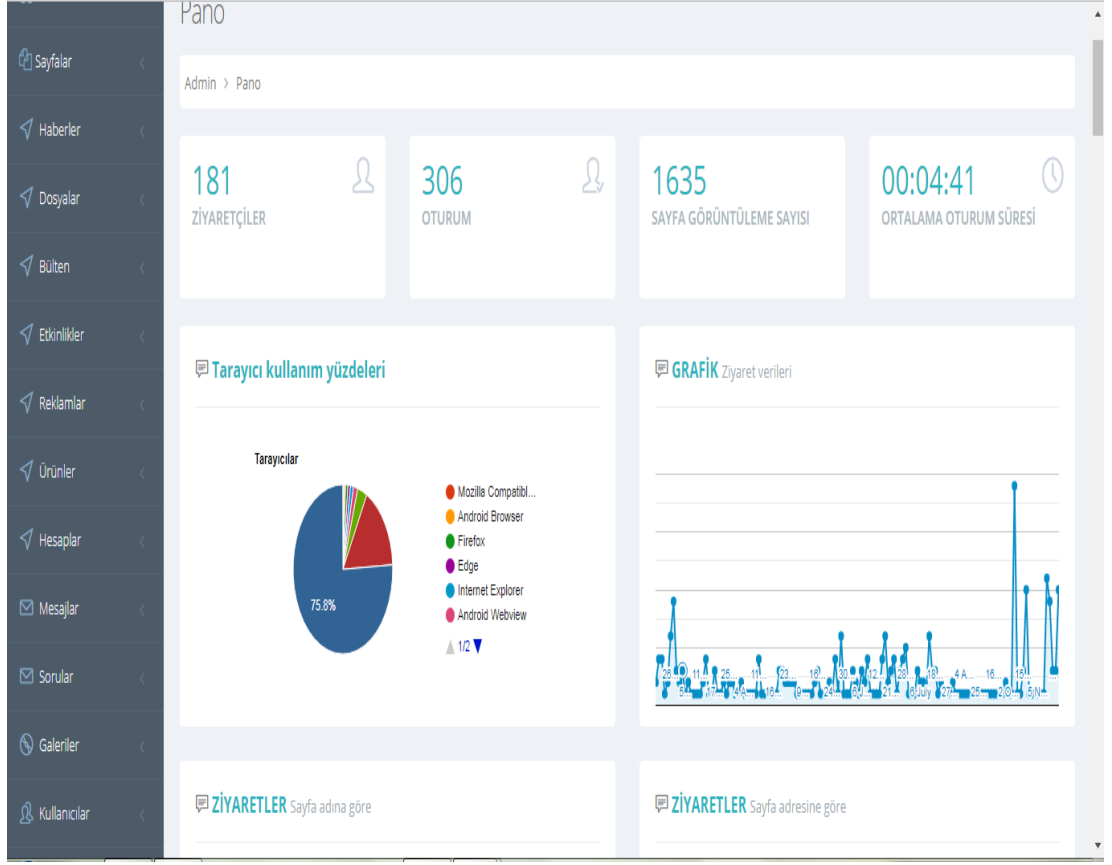 Pano
Sayfalar
Haberler
Dosyalar
Bülten
Etkinlikler
Reklamlar
Ürünler
Hesaplar
Mesajlar
Sorular
Galeriler
Kullanıcılar
Admin > Pano
181
ZİYARETÇİLER
306
OTURUM
1635
SAYFA GÖRÜNTÜLEME SAYISI
00:04:41
ORTALAMA OTURUM SÜRESİ
Tarayıcı kullanım yüzdeleri
Tarayıcılar
75.8%
Mozilla Compatibl...
Android Browser
Firefox
Edge
Internet Explorer
Android Webview
1/2
GRAFİK Ziyaret verileri
ZİYARETLER Sayfa adına göre
ZİYARETLER Sayfa adresine göre